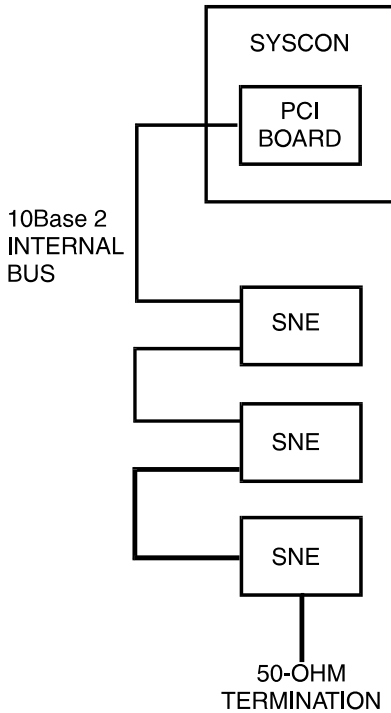 SYSCON
PCI
BOARD
10Base 2
INTERNAL
BUS
SNE
SNE
SNE
50-OHM
TERMINATION